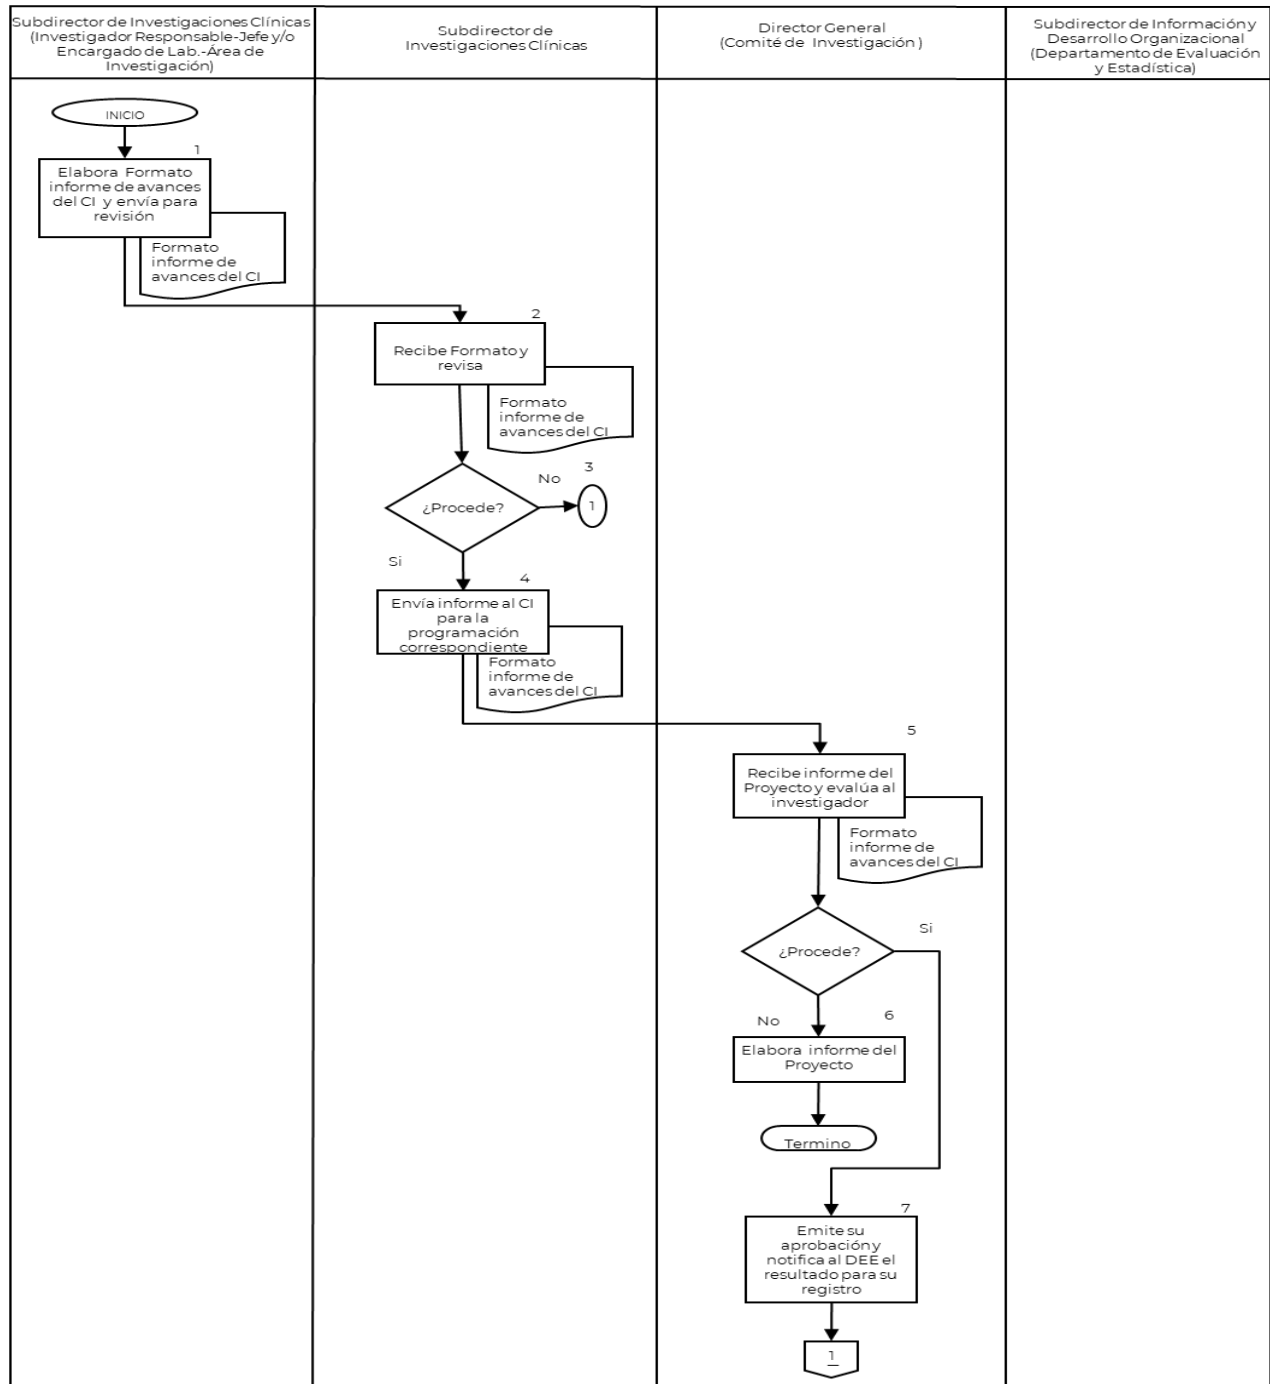 Subdirector de Investigaciones Clínicas
(Investigador Responsable-Jefe y/o
Encargado de Lab.-Área de
Investigación)
Subdirector de
Investigaciones Clínicas
Director General
(Comité de Investigación )
Subdirector de Información y
Desarrollo Organizacional
(Departamento de Evaluación
y Estadística)
INICIO
1
Elabora Formato
informe de avances
del CI y envía para
revisión
Formato
informe de
avances del CI
2
Recibe Formato y
revisa
Formato
informe de
avances del CI
¿Procede?
No
3
1
Si
4
Envía informe al CI
para la
programación
correspondiente
Formato
informe de
avances del CI
5
Recibe informe del
Proyecto y evalúa al
investigador
Formato
informe de
avances del CI
¿Procede?
Si
No
6
Elabora informe del
Proyecto
Termino
7
Emite su
aprobación y
notifica al DEE el
resultado para su
registro
1